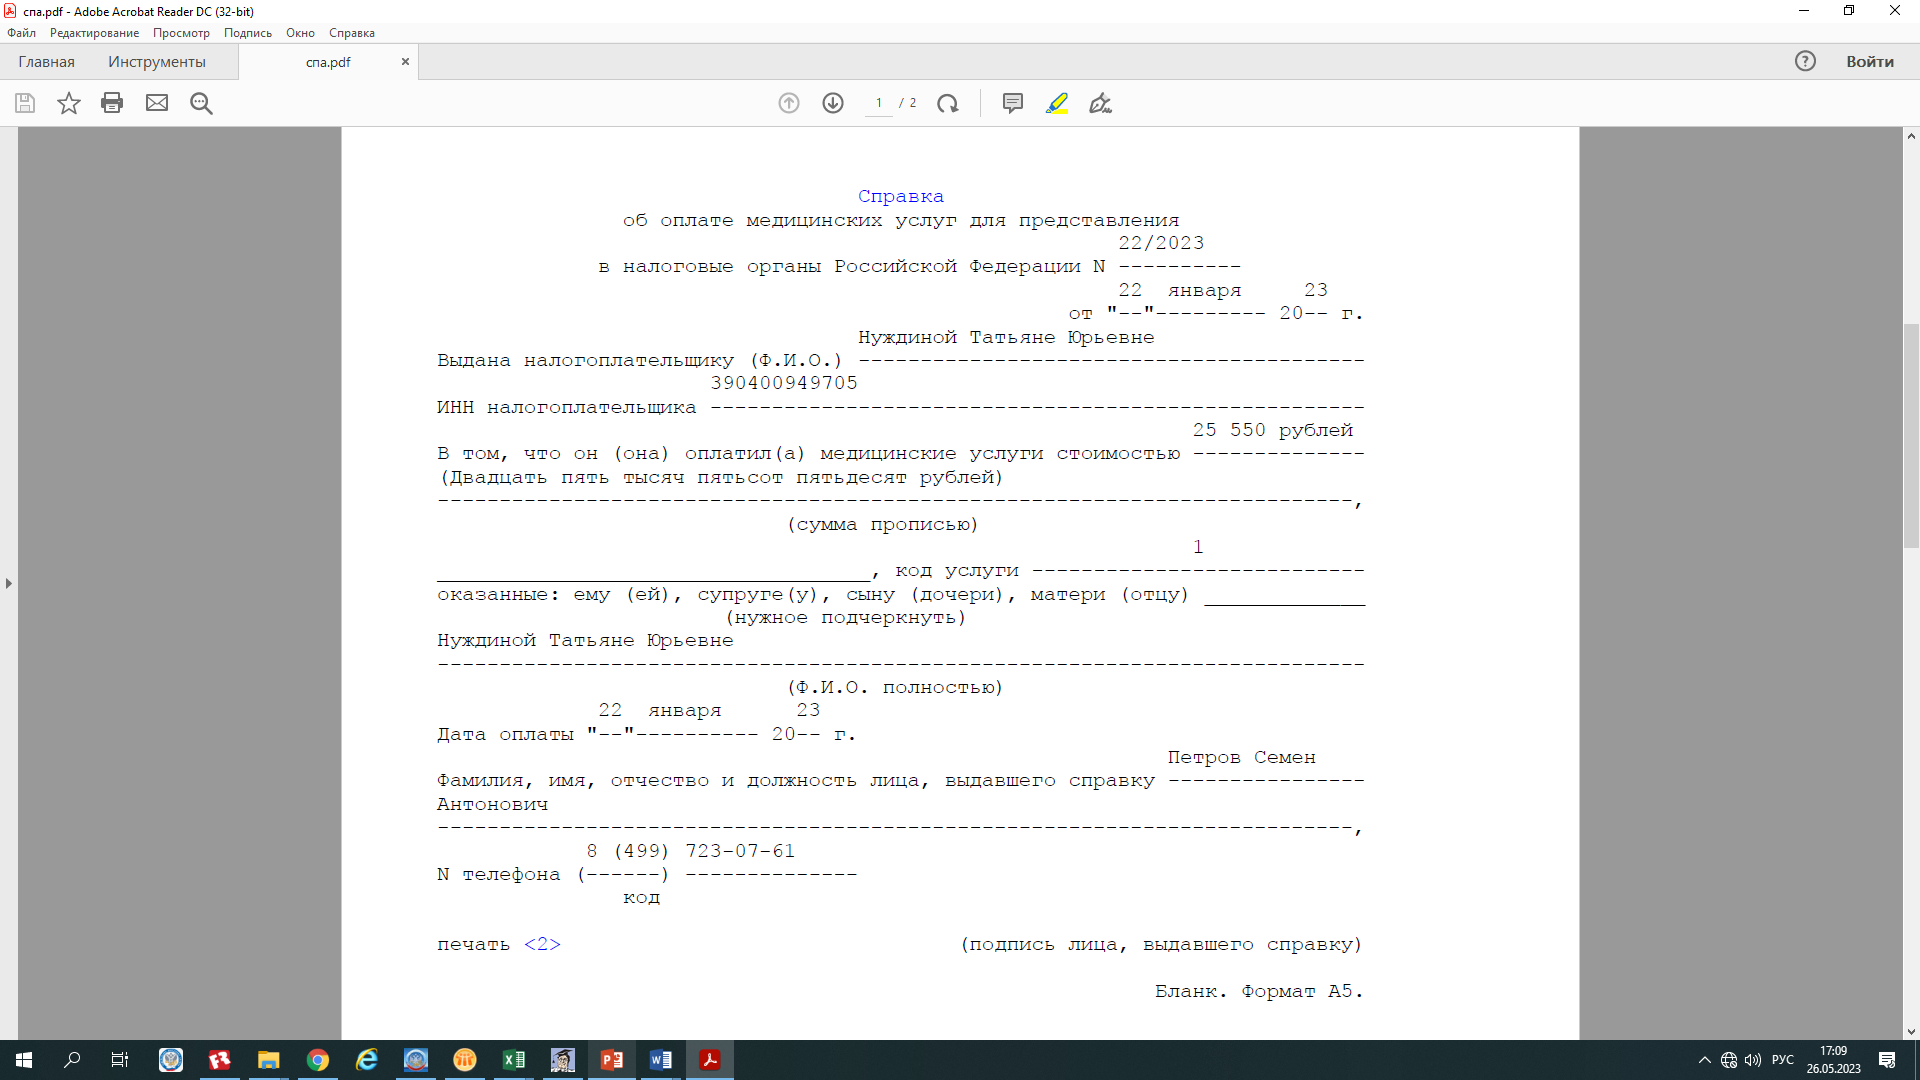 спа.pdf - Adobe Acrobat Reader DC (32-bit)
Файл Редактирование Просмотр Подпись Окно Справка
Главная Инструменты спа.pdf × ? Войти
1 / 2
Справка
об оплате медицинских услуг для представления
22/2023
в налоговые органы Российской Федерации N ----------
22 января 23
от "--"--------- 20-- г.
Нуждиной Татьяне Юрьевне
Выдана налогоплательщику (Ф.И.О.) -----------------------------------------
390400949705
ИНН налогоплательщика -----------------------------------------------------
25 550 рублей
В том, что он (она) оплатил(а) медицинские услуги стоимостью --------------
(Двадцать пять тысяч пятьсот пятьдесят рублей)
--------------------------------------------------------------------------,
(сумма прописью)
1
___________________________________, код услуги ---------------------------
оказанные: ему (ей), супруге(у), сыну (дочери), матери (отцу) _____________
(нужное подчеркнуть)
Нуждиной Татьяне Юрьевне
---------------------------------------------------------------------------
(Ф.И.О. полностью)
22 января 23
Дата оплаты "--"---------- 20-- г.
Петров Семен
Фамилия, имя, отчество и должность лица, выдавшего справку ----------------
Антонович
--------------------------------------------------------------------------,
8 (499) 723-07-61
N телефона (------) --------------
код
печать <2> (подпись лица, выдавшего справку)
Бланк. Формат А5.
РУС
17:09
26.05.2023